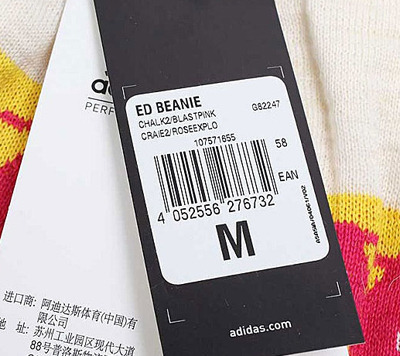 ED BEANIE
G82247
CHALK2/BLASTPINK
CRAIE2/ROSEEXPLO
107571655
58
EAN
4 052556 276732
M
adidas.com
PERF
进口商: 阿迪达斯体育(中国)有
限公司
地 址: 苏州工业园区现代大道
88号普洛斯物流园